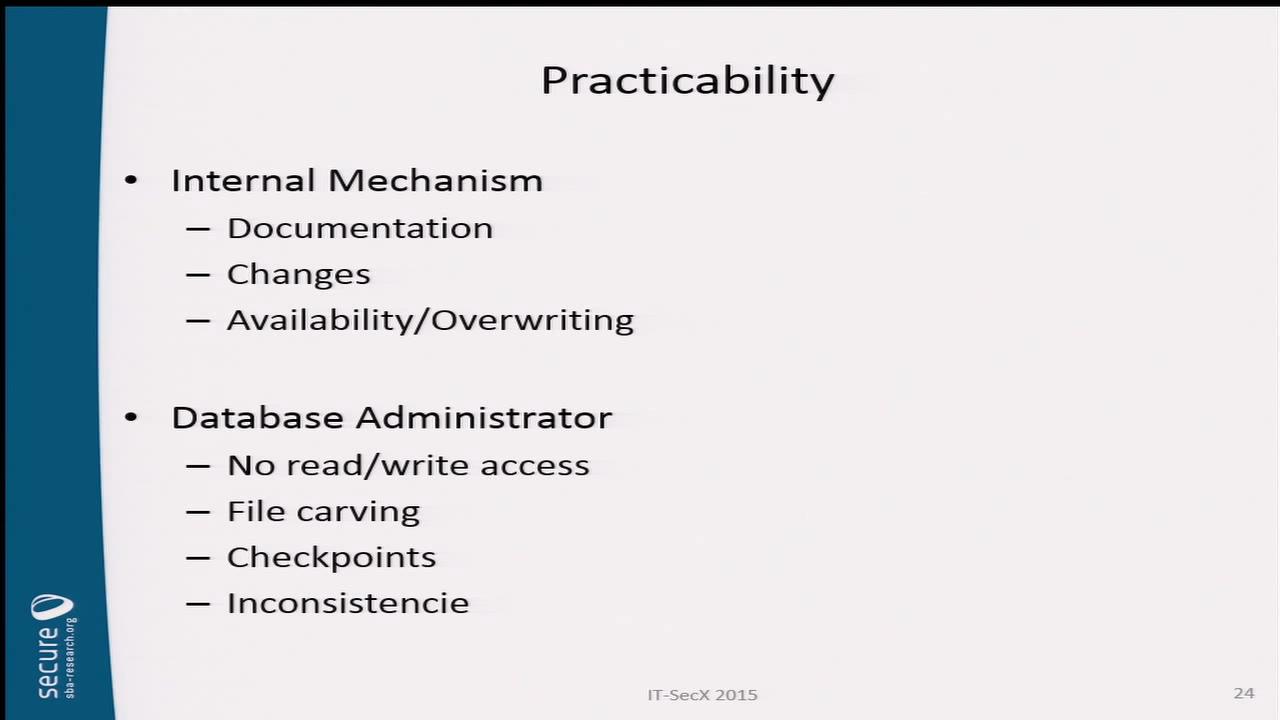 Practicability
• Internal Mechanism
– Documentation
– Changes
– Availability/Overwriting
• Database Administrator
– No read/write access
– File carving
– Checkpoints
– Inconsistencie
secure
sba-research.org
IT-SecX 2015
24